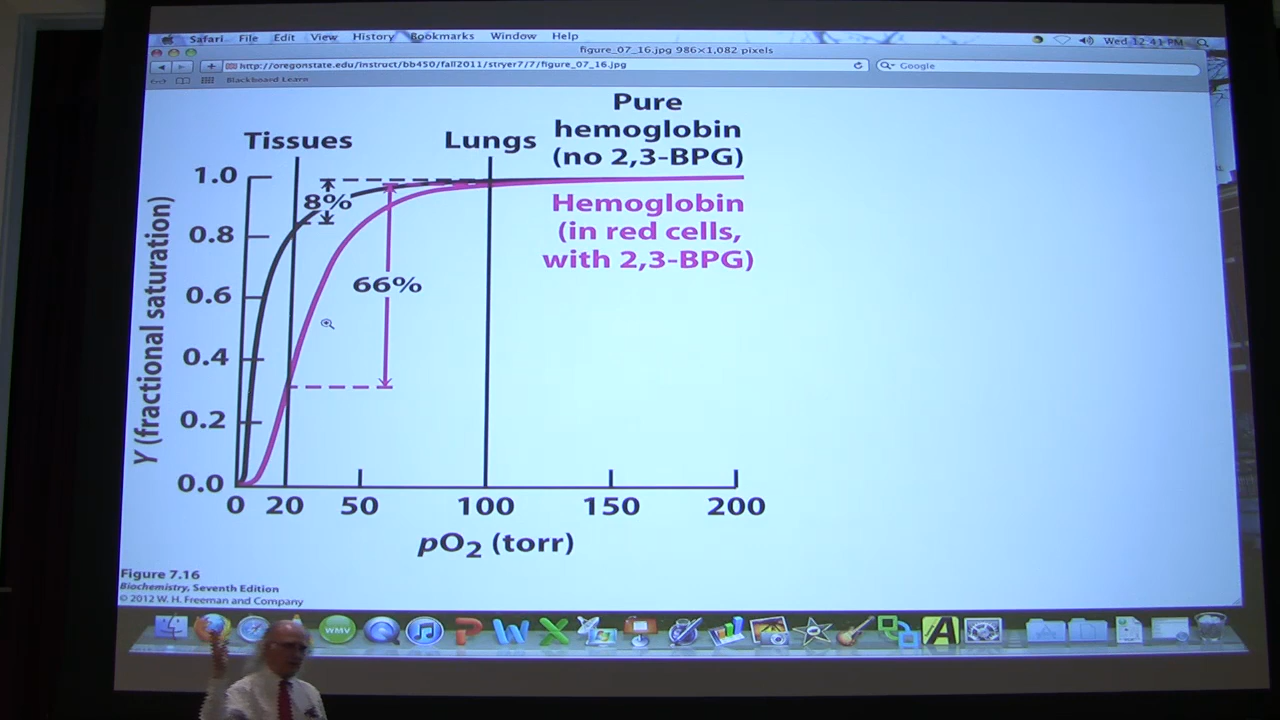 Safari File Edit View History Bookmarks Window Help
Wed 12:41 PM
figure_07_16.jpg 986×1,082 pixels
http://oregonstate.edu/instruct/bb450/fall2011/stryer7/7/figure_07_16.jpg
Google
Blackboard Learn
Pure
hemoglobin
(no 2,3-BPG)
Tissues
Lungs
Hemoglobin
(in red cells,
with 2,3-BPG)
8%
66%
Y (fractional saturation)
1.0
0.8
0.6
0.4
0.2
0.0
0 20 50 100 150 200
pO2 (torr)
Figure 7.16
Biochemistry, Seventh Edition
© 2012 W. H. Freeman and Company
WMV